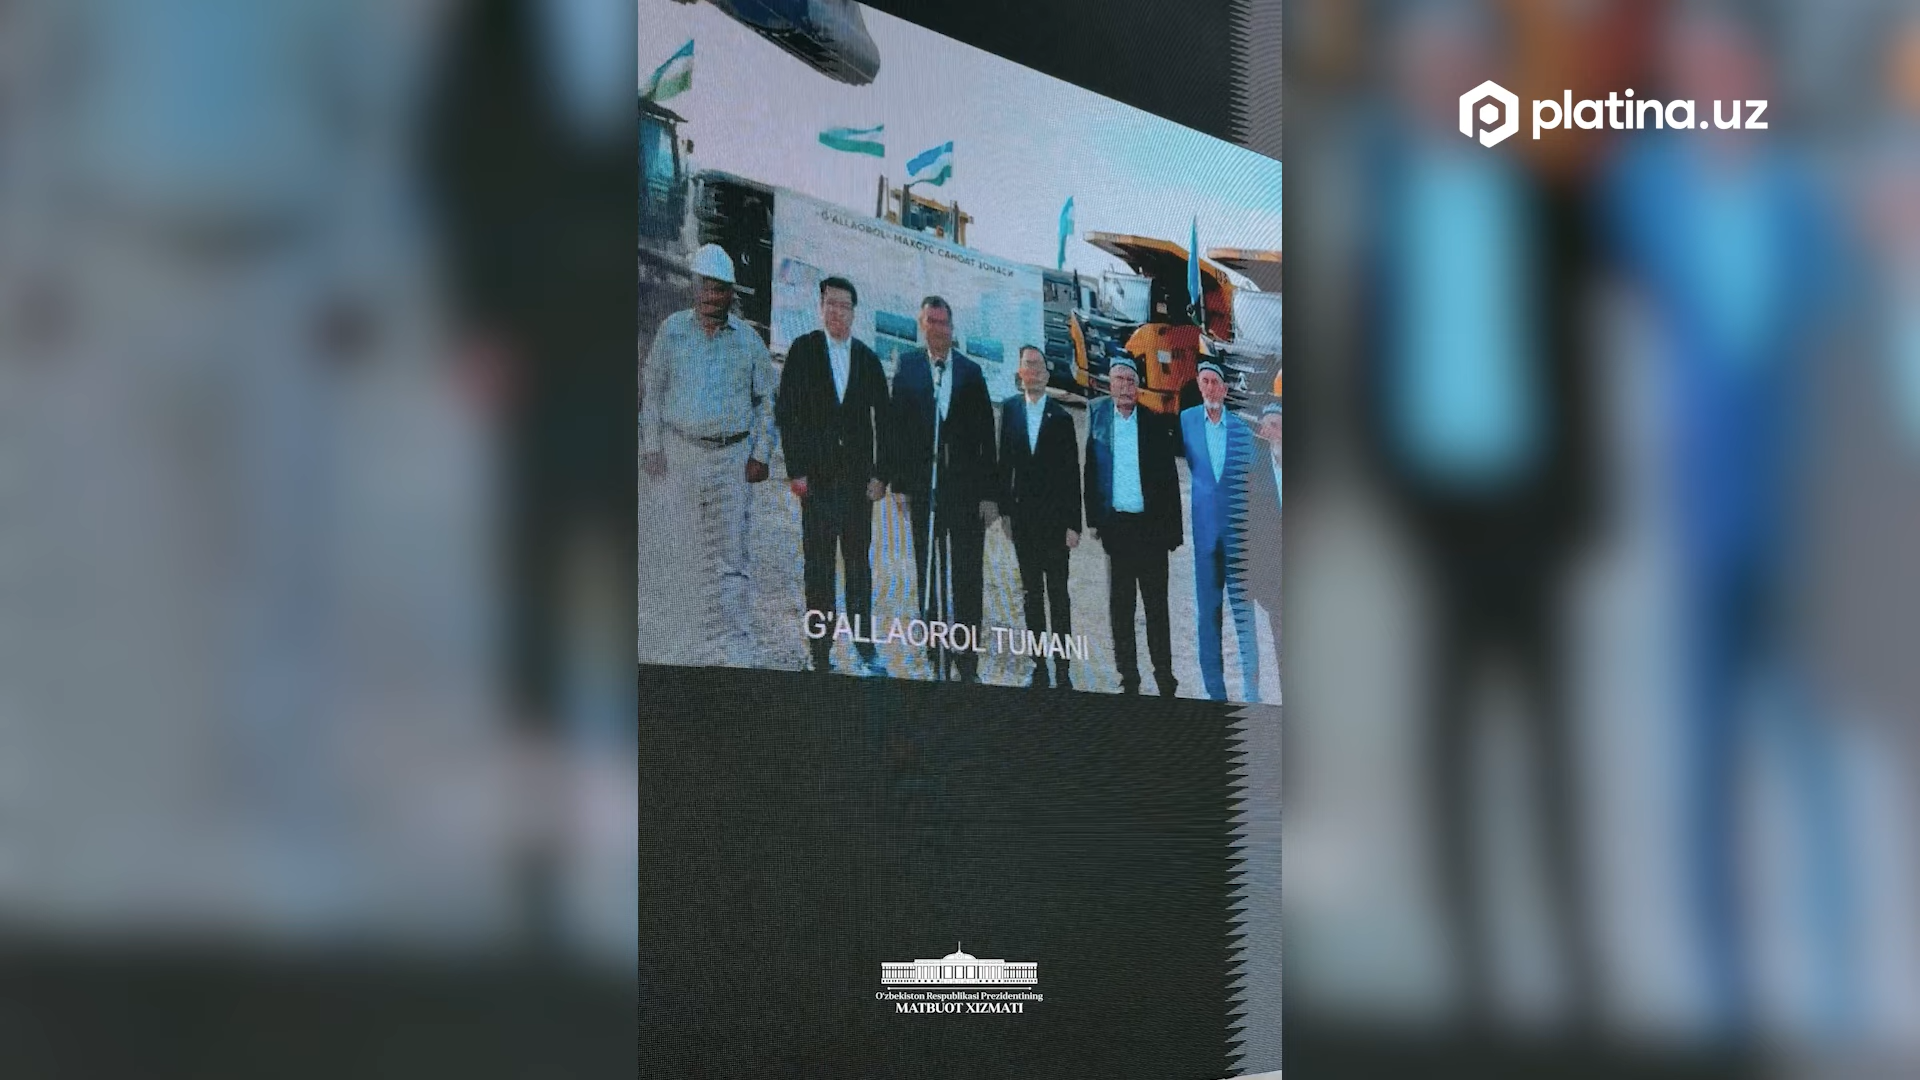 platina.uz
"G'ALLAOROL" МАХСУС САНОАТ ЗОНАСИ
G'ALLAOROL TUMANI
O'zbekiston Respublikasi Prezidentining
MATBUOT XIZMATI